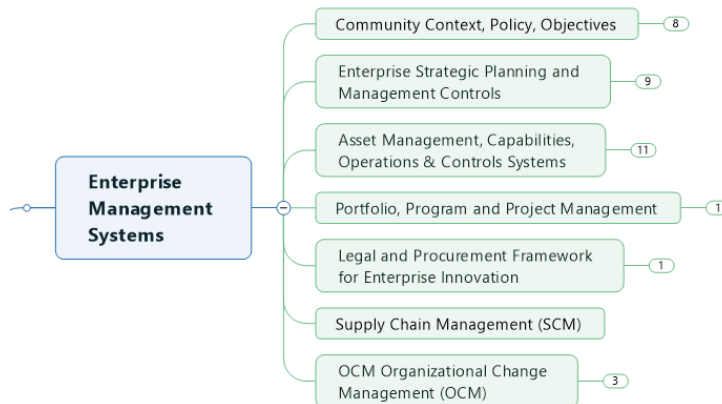 Community Context, Policy, Objectives
8
Enterprise Strategic Planning and
Management Controls
9
Asset Management, Capabilities,
Operations & Controls Systems
11
Enterprise
Management
Systems
Portfolio, Program and Project Management
Legal and Procurement Framework
for Enterprise Innovation
1
Supply Chain Management (SCM)
OCM Organizational Change
Management (OCM)
3